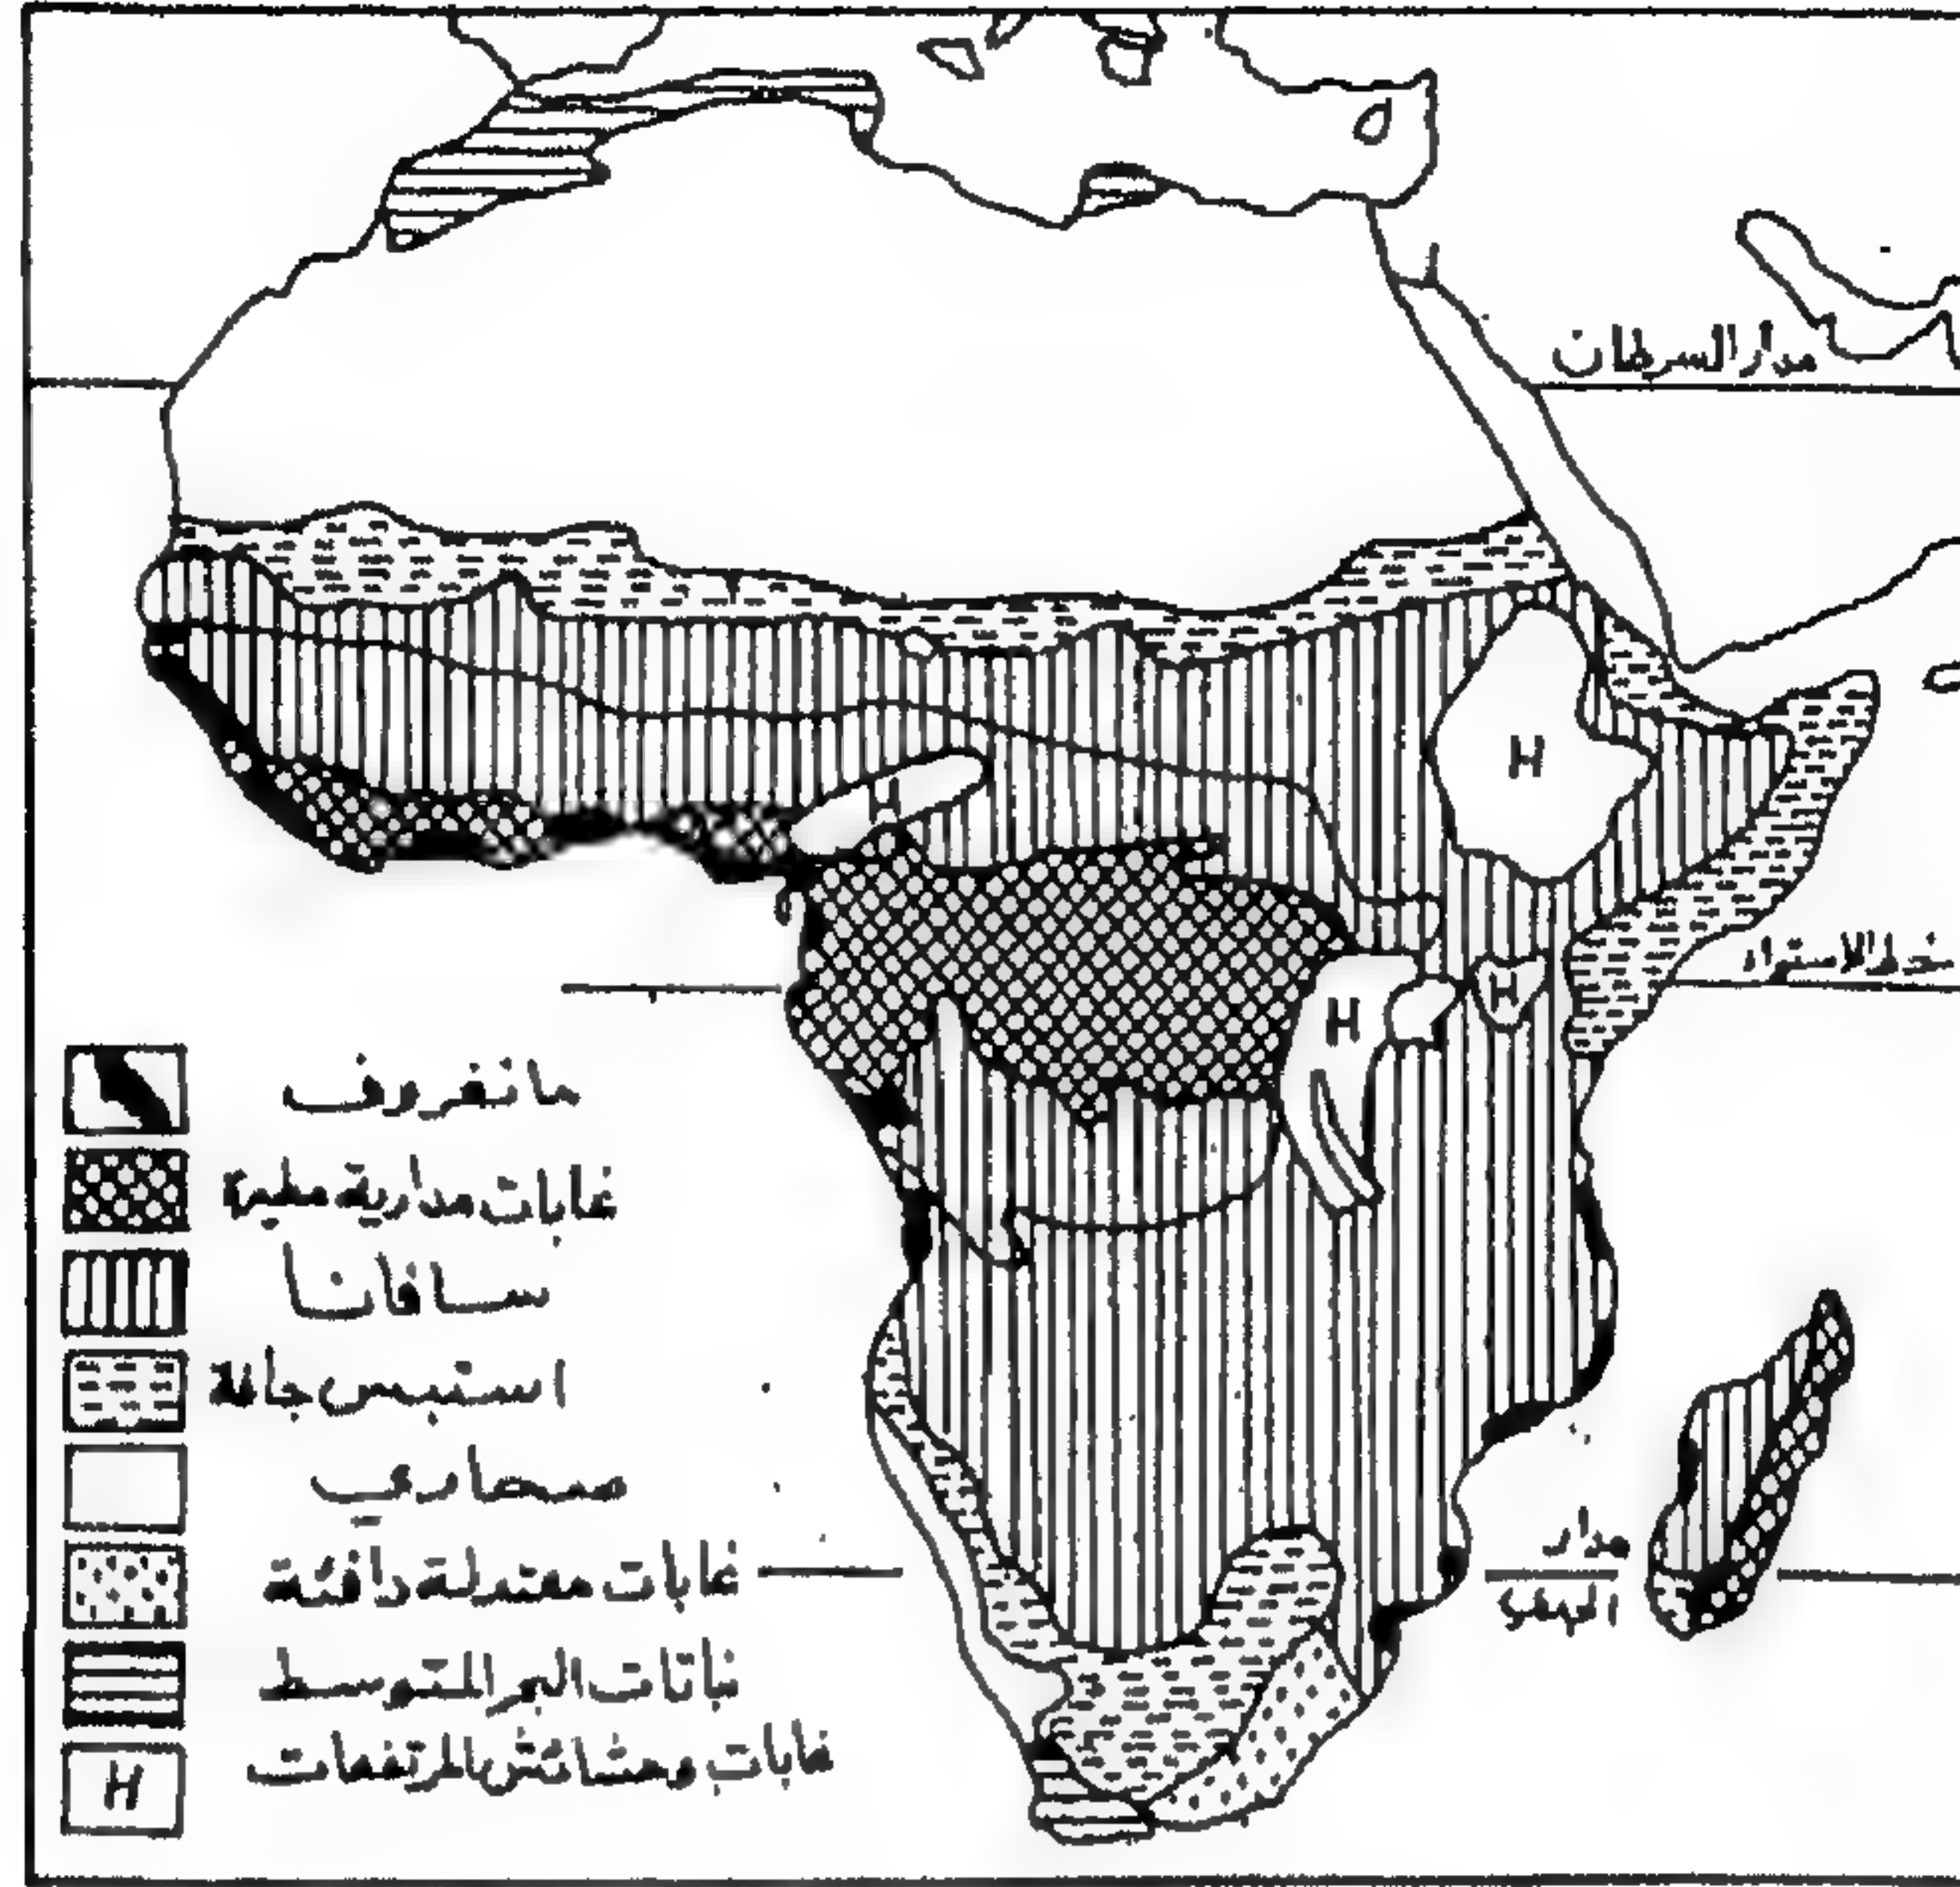 مدار السرطان
خط الاستواء
مدار
H
H
H
H
مانغروف
غابات مدارية مطيرة
سافانا
استبس جافة
صحاري
غابات معتدلة دافئة
نباتات البحر المتوسط
H غابات وحشائش المرتفعات